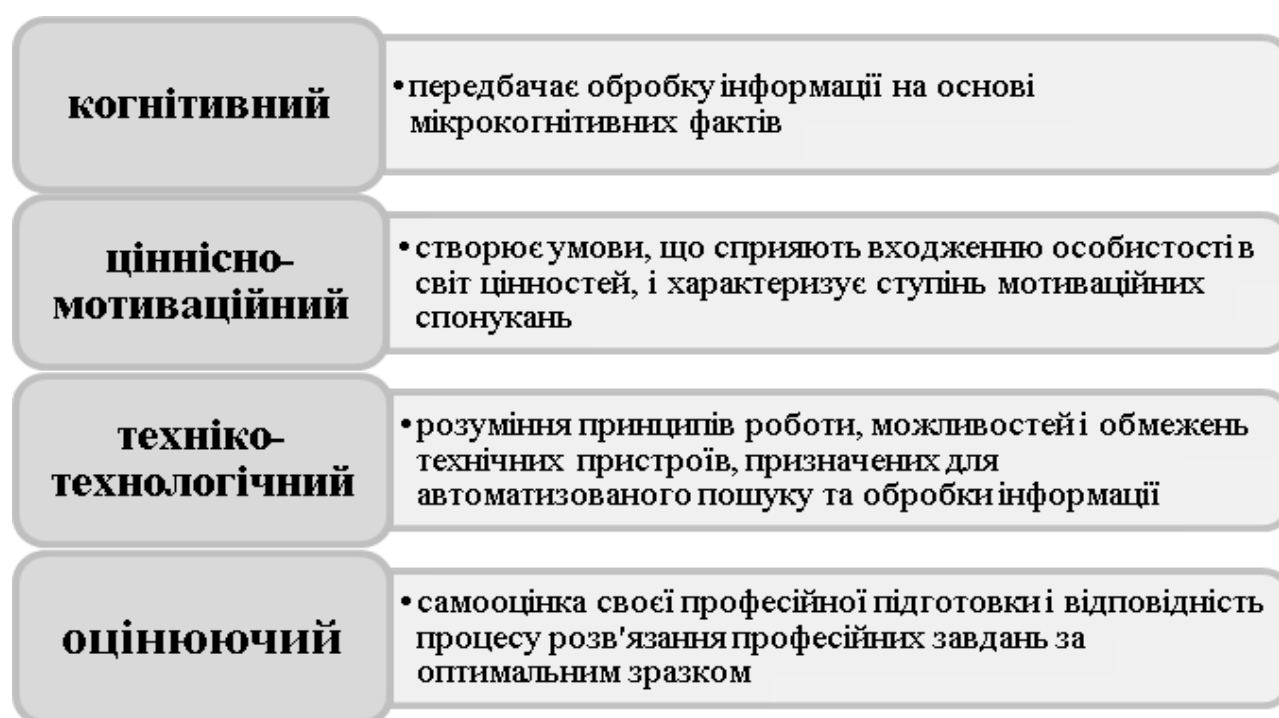 когнітивний
•передбачає обробку інформації на основі
мікрокогнітивних фактів
ціннісно-
мотиваційний
•створює умови, що сприяють входженню особистості в
світ цінностей, і характеризує ступінь мотиваційних
спонукань
техніко-
технологічний
•розуміння принципів роботи, можливостей і обмежень
технічних пристроїв, призначених для
автоматизованого пошуку та обробки інформації
оцінюючий
•самооцінка своєї професійної підготовки і відповідність
процесу розв'язання професійних завдань за
оптимальним зразком